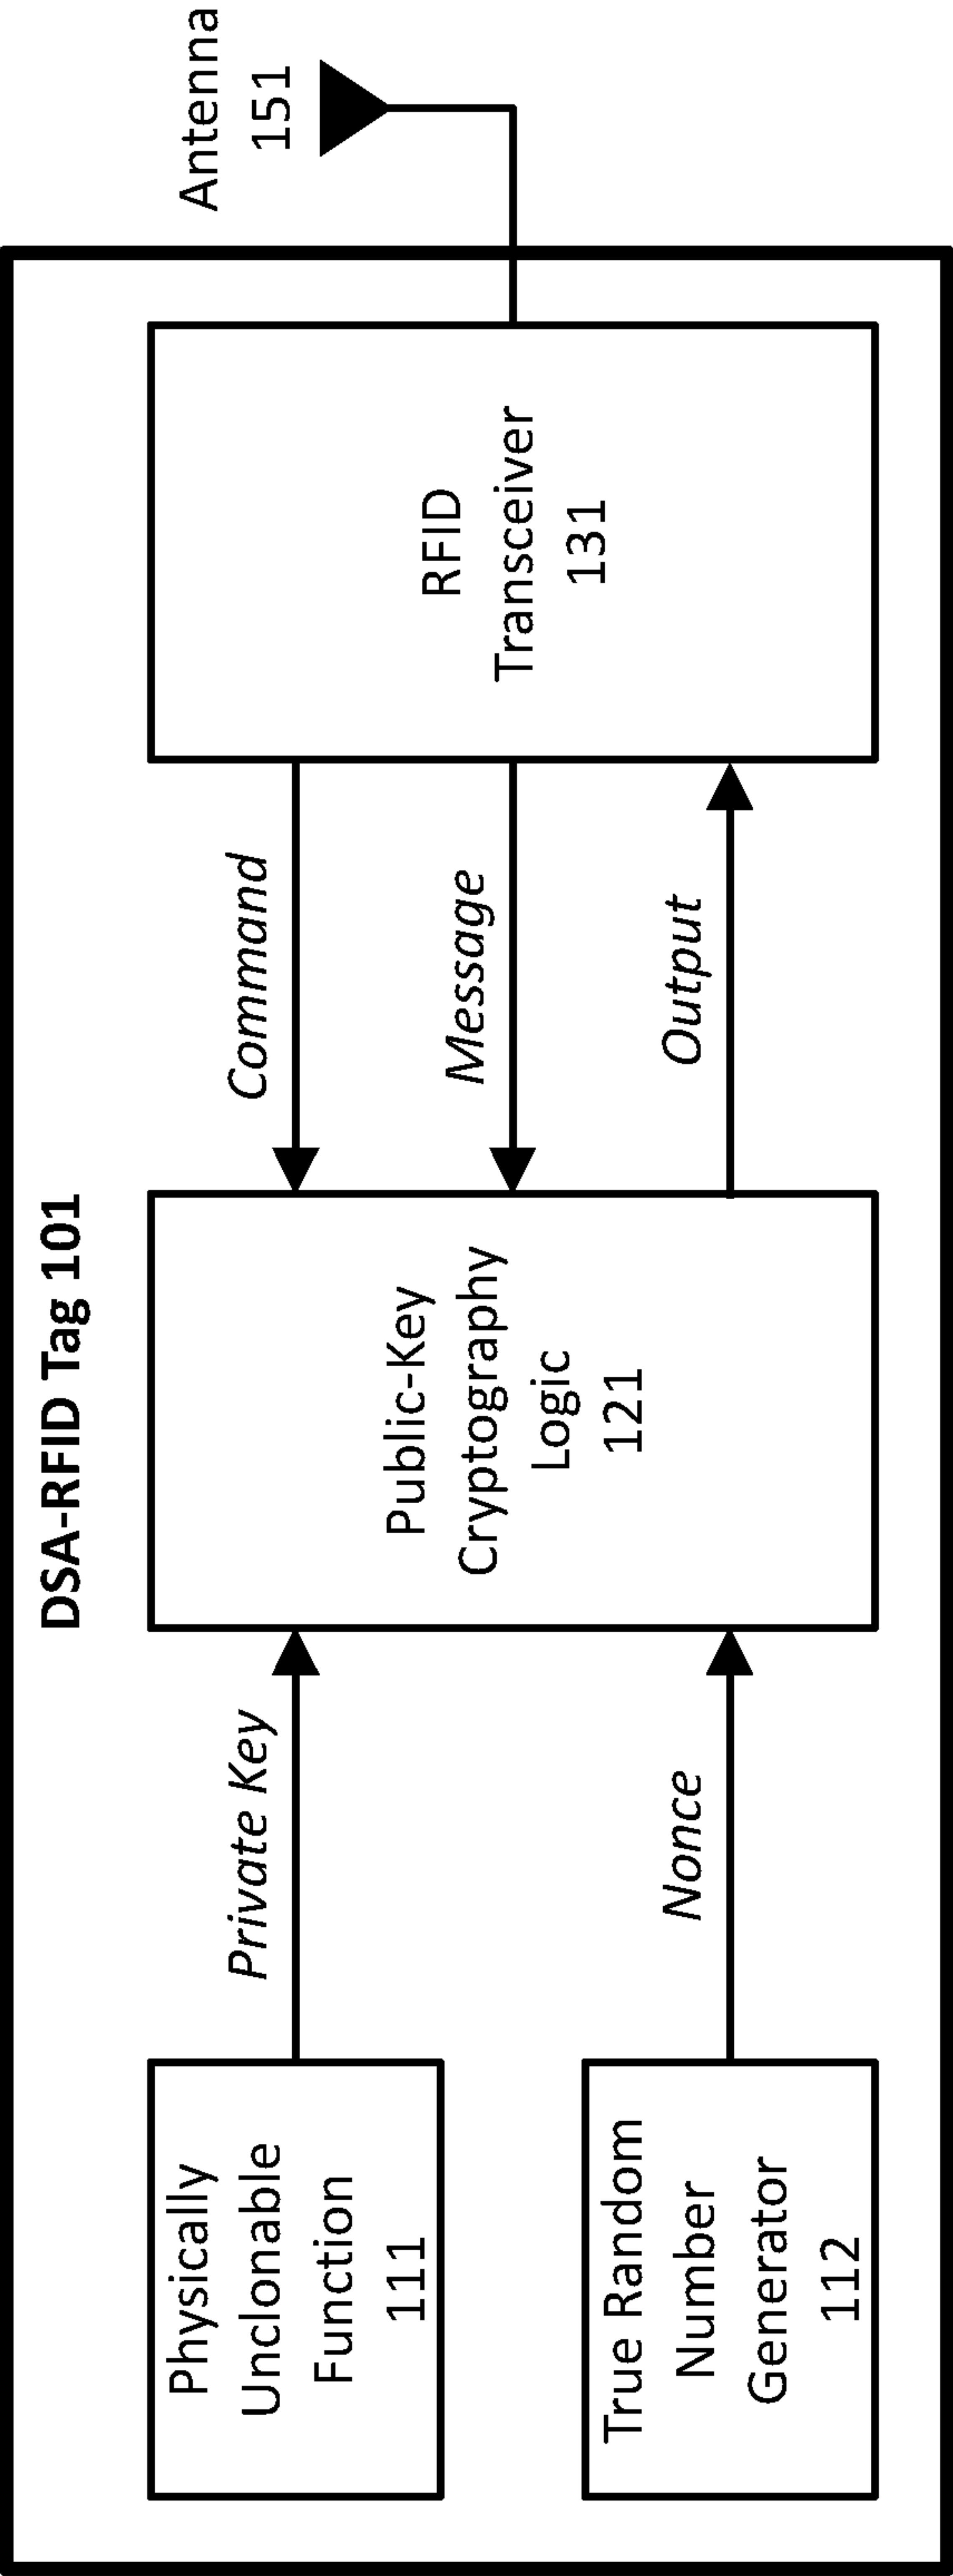 DSA-RFID Tag 101
Physically
Unclonable
Function
111
Private Key
True Random
Number
Generator
112
Nonce
Public-Key
Cryptography
Logic
121
Command
Message
Output
RFID
Transceiver
131
Antenna
151